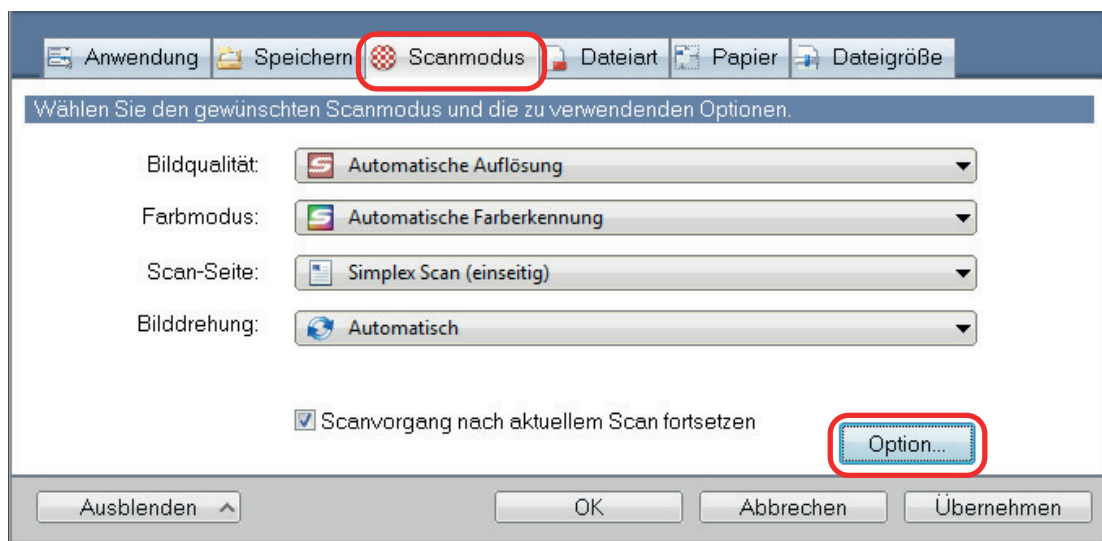 Anwendung Speichern Scanmodus Dateiart Papier Dateigröße
Wählen Sie den gewünschten Scanmodus und die zu verwendenden Optionen.
Bildqualität: Automatische Auflösung
Farbmodus: Automatische Farberkennung
Scan-Seite: Simplex Scan (einseitig)
Bilddrehung: Automatisch
Scanvorgang nach aktuellem Scan fortsetzen
Option...
Ausblenden OK Abbrechen Übernehmen